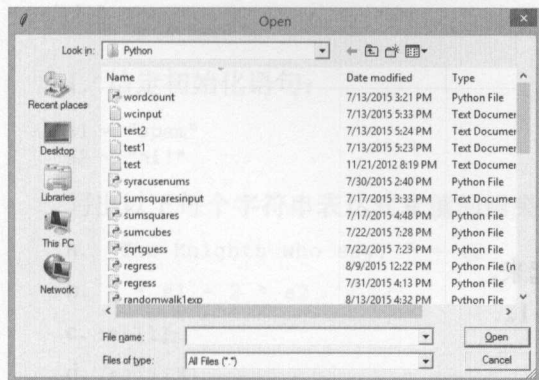 Open
Look in: Python
Name Date modified Type
wordcount 7/13/2015 3:21 PM Python File
wcinput 7/13/2015 5:33 PM Text Documen
test2 7/13/2015 5:24 PM Text Documen
test1 7/13/2015 5:23 PM Text Documen
test 11/21/2012 8:19 PM Text Documen
syracusenums 7/30/2015 2:40 PM Python File
sumsquaresinput 7/17/2015 3:33 PM Text Documen
sumsquares 7/17/2015 4:48 PM Python File
sumcubes 7/22/2015 7:28 PM Python File
sqrtguess 7/22/2015 7:23 PM Python File
regress 8/9/2015 12:22 PM Python File (n
regress 7/31/2015 4:13 PM Python File
randomwalk1exp 8/13/2015 4:32 PM Python File
Recent places
Desktop
Libraries
This PC
Network
File name: Open
Files of type: All Files (*.*) Cancel